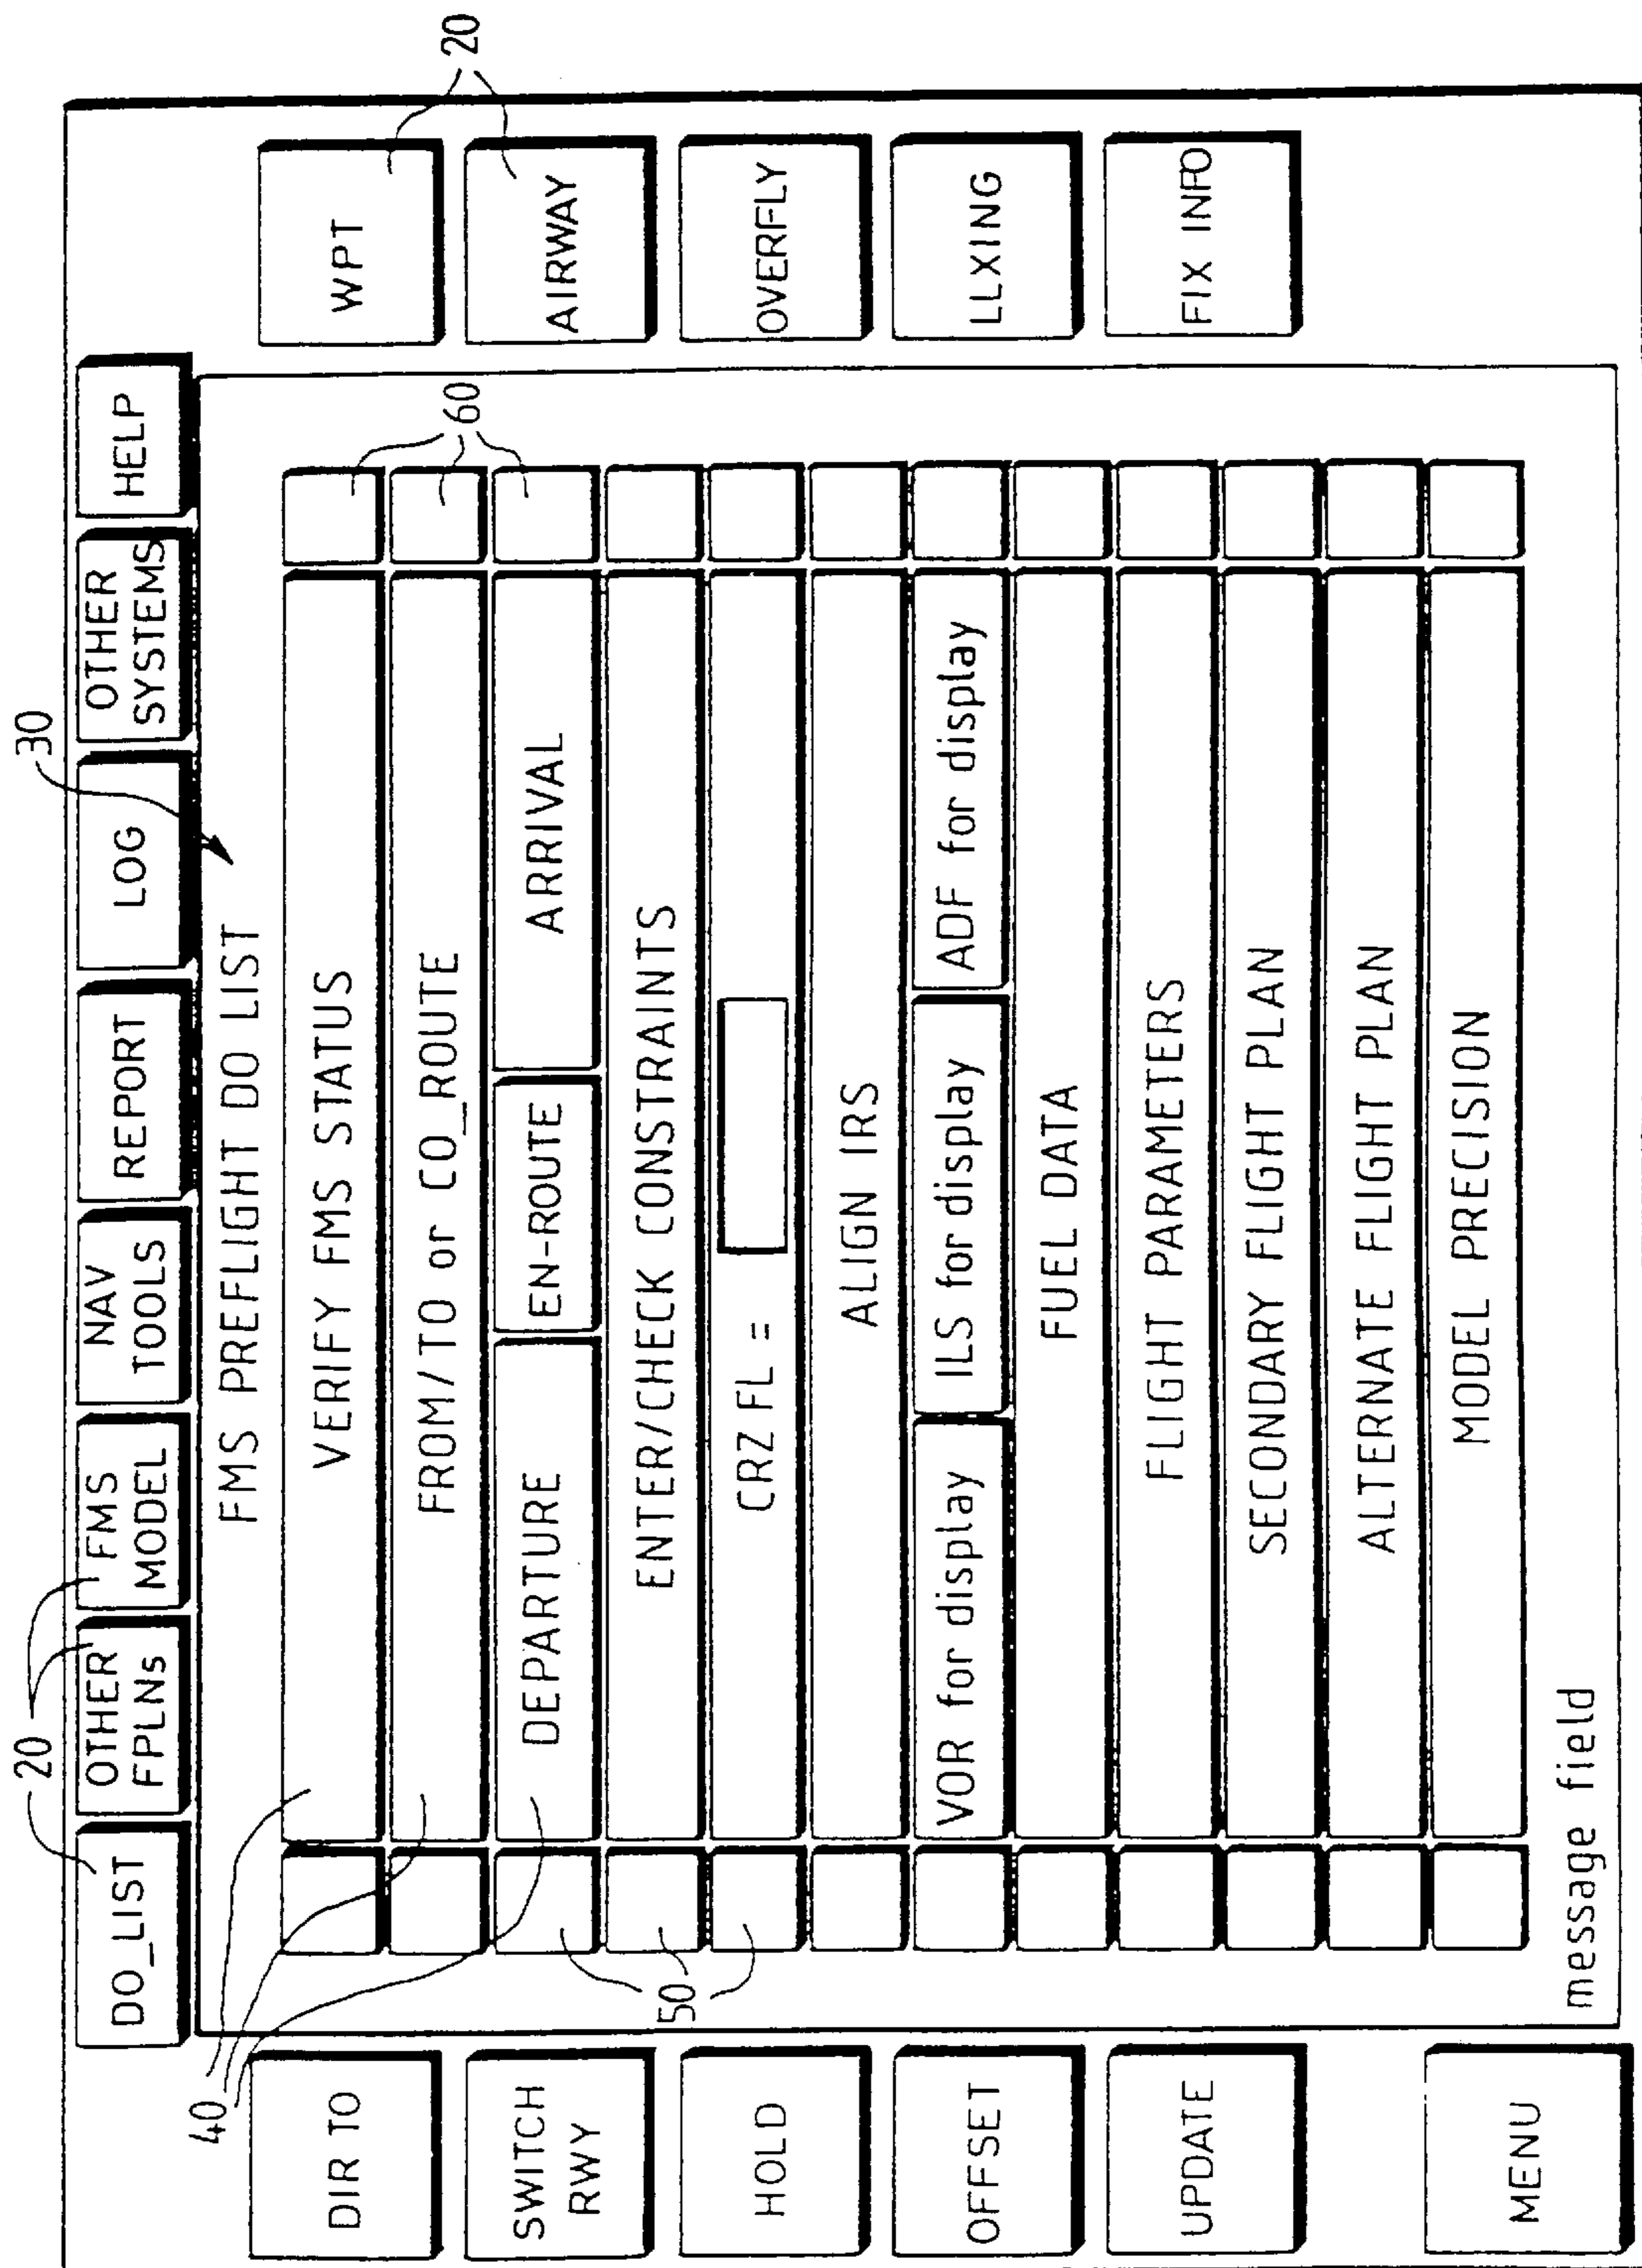 20
30
20
DO_LIST
OTHER
FPLNs
FMS
MODEL
NAV
TOOLS
REPORT
LOG
OTHER
SYSTEMS
HELP
40
DIR TO
SWITCH
RWY
HOLD
OFFSET
UPDATE
MENU
FMS PREFLIGHT DO LIST
60
VERIFY FMS STATUS
FROM/TO or CO_ROUTE
DEPARTURE
EN-ROUTE
ARRIVAL
ENTER/CHECK CONSTRAINTS
50
CRZ FL =
ALIGN IRS
VOR for display
ILS for display
ADF for display
FUEL DATA
FLIGHT PARAMETERS
SECONDARY FLIGHT PLAN
ALTERNATE FLIGHT PLAN
MODEL PRECISION
message field
WPT
AIRWAY
OVERFLY
LLXING
FIX INFO